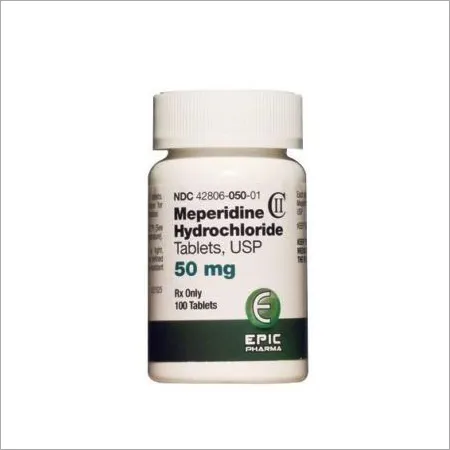 NDC 42806-050-01
Meperidine CII
Hydrochloride
Tablets, USP
50 mg
Rx Only
100 Tablets
E
EPIC
PHARMA